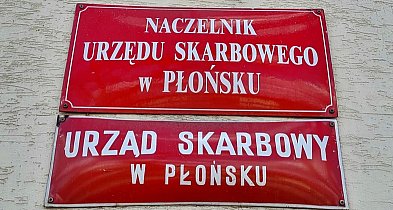 NACZELNIK
URZĘDU SKARBOWEGO
w PŁOŃSKU
URZĄD SKARBOWY
W PŁOŃSKU